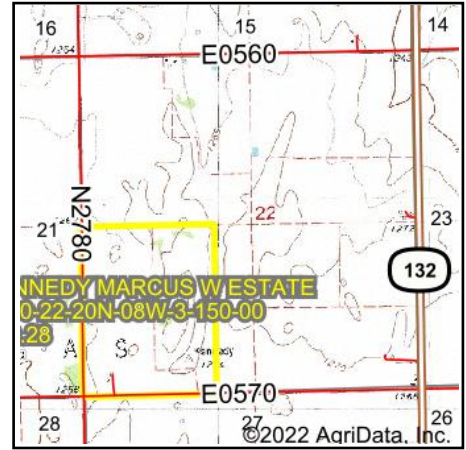 16
15
14
E0560
N2780
21
22
23
132
NNEDY MARCUS W ESTATE
0-22-20N-08W-3-150-00
.28
A S
E0570
28
27
26
©2022 AgriData, Inc.